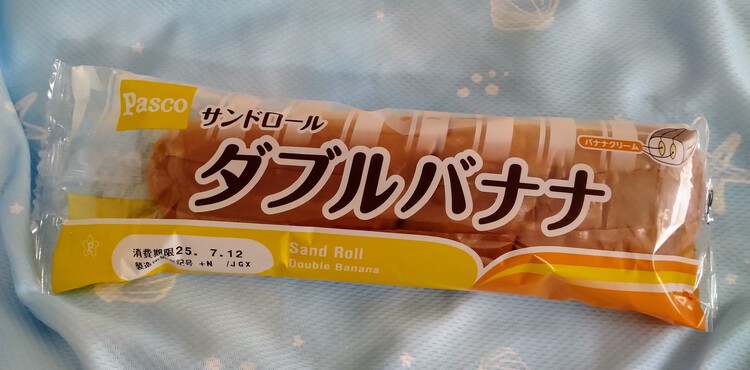 Pasco
サンドロール
ダブルバナナ
バナナクリーム
消費期限25. 7.12
+N /JGX
Sand Roll
Double Banana